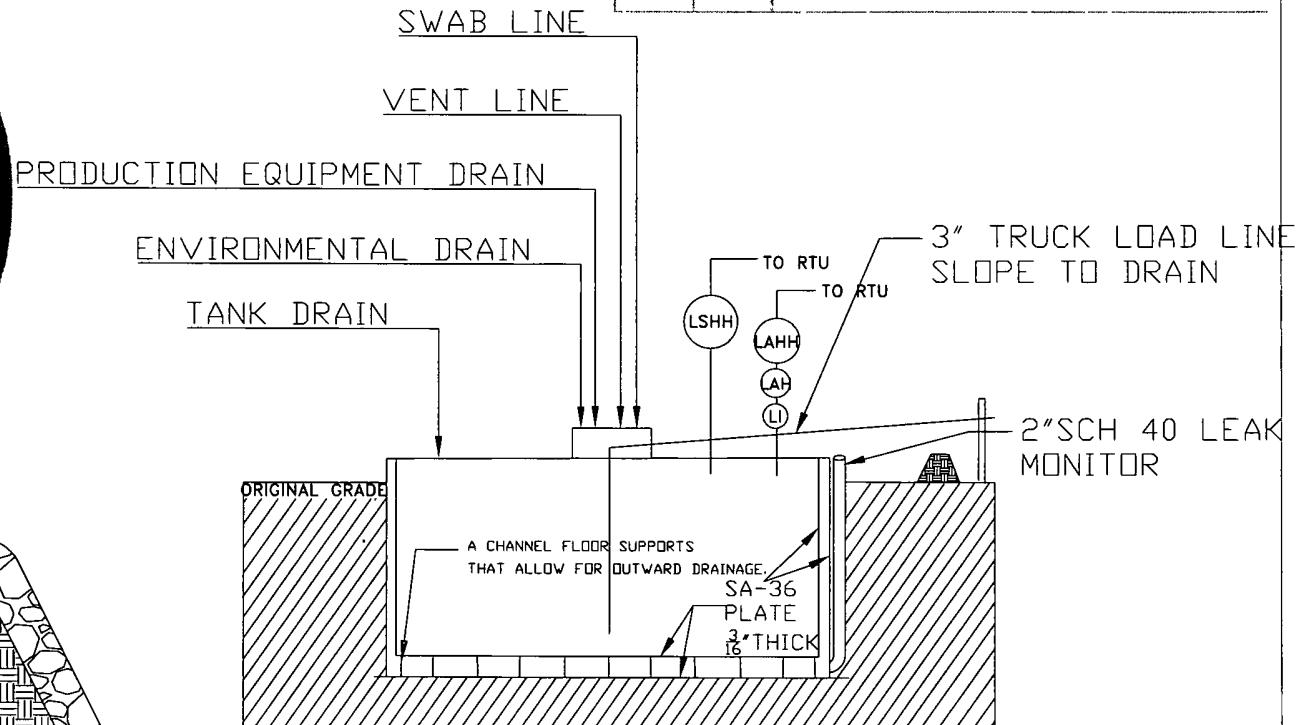 SWAB LINE
VENT LINE
PRODUCTION EQUIPMENT DRAIN
ENVIRONMENTAL DRAIN
TANK DRAIN
3" TRUCK LOAD LINE
SLOPE TO DRAIN
TO RTU
TO RTU
LSHH
LAHH
LAH
LI
2"SCH 40 LEAK
MONITOR
ORIGINAL GRADE
A CHANNEL FLOOR SUPPORTS
THAT ALLOW FOR OUTWARD DRAINAGE.
SA-36
PLATE
3/16" THICK